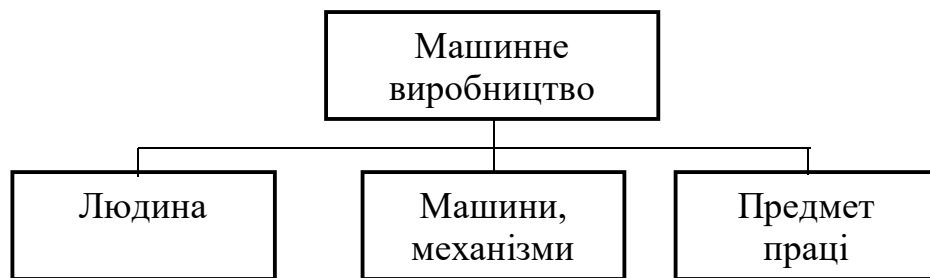 Машинне
виробництво
Людина
Машини,
механізми
Предмет
праці